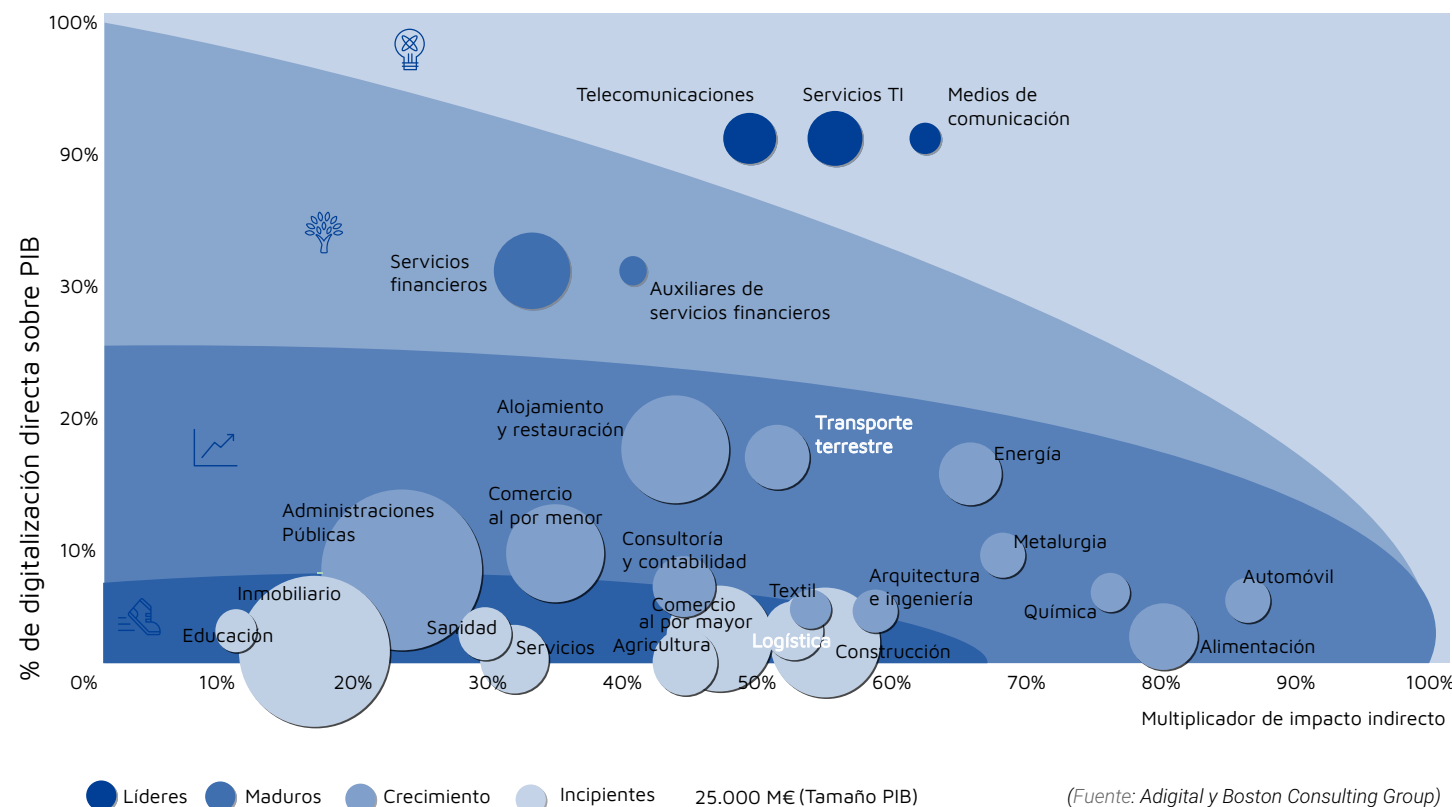 % de digitalización directa sobre PIB
100%
90%
30%
20%
10%
Telecomunicaciones
Servicios TI
Medios de
comunicación
Servicios
financieros
Auxiliares de
servicios financieros
Alojamiento
y restauración
Transporte
terrestre
Energía
Administraciones
Públicas
Comercio
al por menor
Consultoría
y contabilidad
Metalurgia
Inmobiliario
Textil
Arquitectura
e ingeniería
Automóvil
Química
Comercio
al por mayor
Educación
Sanidad
Servicios
Agricultura
Logística
Construcción
Alimentación
0% 10% 20% 30% 40% 50% 60% 70% 80% 90% 100%
Multiplicador de impacto indirecto
Líderes Maduros Crecimiento Incipientes 25.000 M€ (Tamaño PIB) (Fuente: Adigital y Boston Consulting Group)